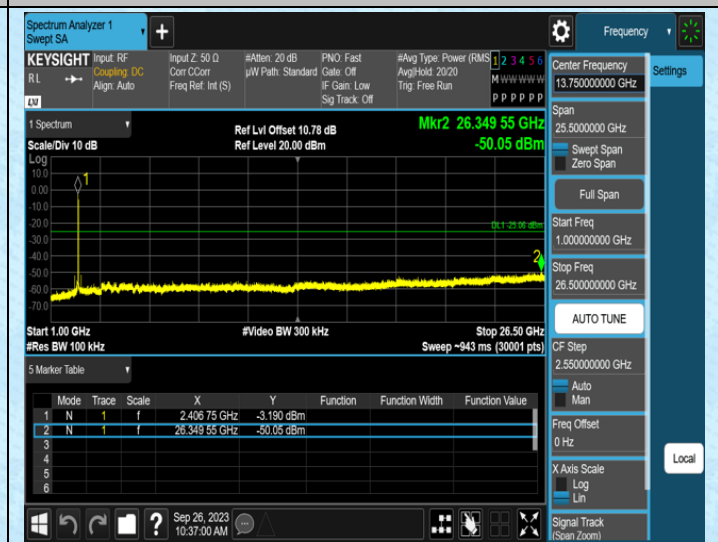 Spectrum Analyzer 1
Swept SA
Frequency
KEYSIGHT
RL
LXI
Input: RF
Coupling: DC
Align: Auto
Input Z: 50 Ω
Corr CCorr
Freq Ref: Int (S)
#Atten: 20 dB
µW Path: Standard
PNO: Fast
Gate: Off
IF Gain: Low
Sig Track: Off
#Avg Type: Power (RMS
Avg|Hold: 20/20
Trig: Free Run
1 2 3 4 5 6
M W W W W W
P P P P P P
1 Spectrum
Scale/Div 10 dB
Ref Lvl Offset 10.78 dB
Ref Level 20.00 dBm
Mkr2 26.349 55 GHz
-50.05 dBm
Log
10.0
0.00
-10.0
-20.0
-30.0
-40.0
-50.0
-60.0
-70.0
1
2
Start 1.00 GHz
#Video BW 300 kHz
Stop 26.50 GHz
#Res BW 100 kHz
Sweep ~943 ms (30001 pts)
5 Marker Table
Mode Trace Scale X Y Function Function Width Function Value
1 N 1 f 2.406 75 GHz -3.190 dBm
2 N 1 f 26.349 55 GHz -50.05 dBm
3
4
5
6
?
Sep 26, 2023
10:37:00 AM
Center Frequency
13.750000000 GHz
Span
25.5000000 GHz
Swept Span
Zero Span
Full Span
Start Freq
1.000000000 GHz
Stop Freq
26.500000000 GHz
AUTO TUNE
CF Step
2.550000000 GHz
Auto
Man
Freq Offset
0 Hz
X Axis Scale
Log
Lin
Signal Track
(Span Zoom)
Settings
Local